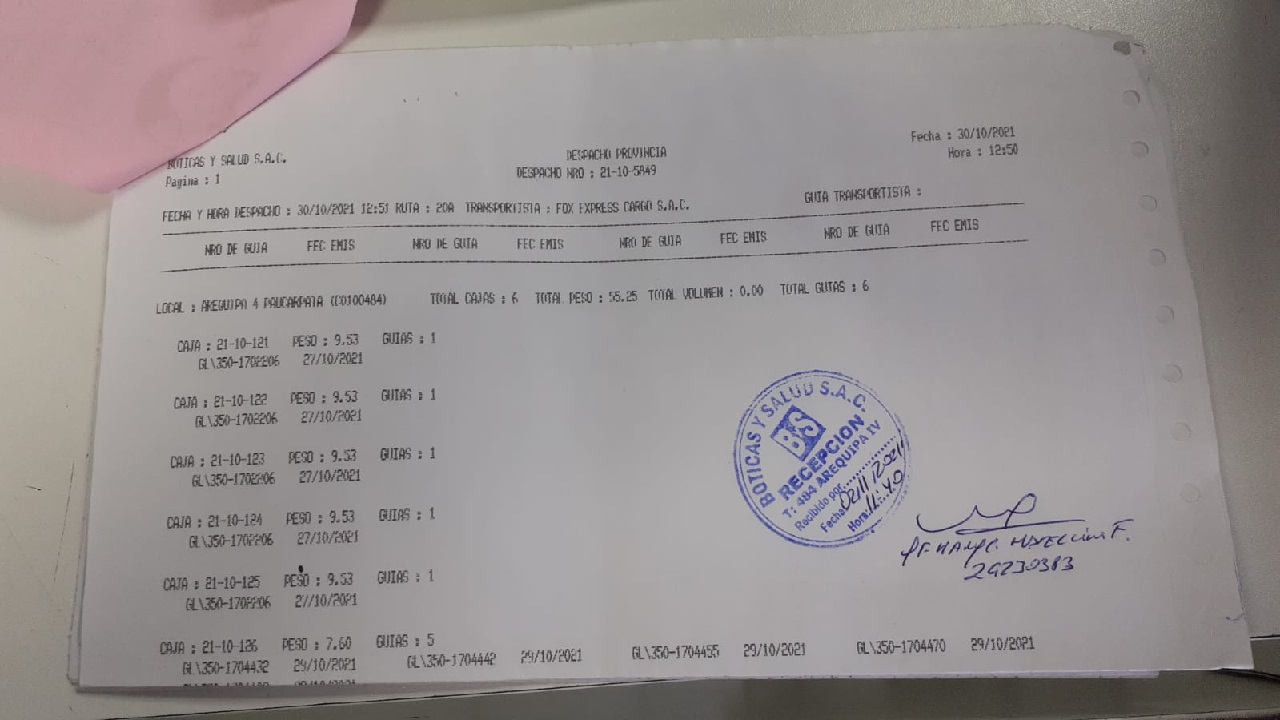 BOTICAS Y SALUD S.A.C.
Pagina : 1
DESPACHO PROVINCIA
DESPACHO NRO : 21-10-5849
Fecha : 30/10/2021
Hora : 12:50
FECHA Y HORA DESPACHO : 30/10/2021 12:51 RUTA : 20A TRANSPORTISTA : FOX EXPRESS CARGO S.A.C. GUIA TRANSPORTISTA :
NRO DE GUIA FEC EMIS NRO DE GUIA FEC EMIS NRO DE GUIA FEC EMIS NRO DE GUIA FEC EMIS
LOCAL : AREQUIPA 4 PAUCARPATA (C0100484) TOTAL CAJAS : 6 TOTAL PESO : 55.25 TOTAL VOLUMEN : 0.00 TOTAL GUIAS : 6
CAJA : 21-10-121 PESO : 9.53 GUIAS : 1
GL\350-1702206 27/10/2021
CAJA : 21-10-122 PESO : 9.53 GUIAS : 1
GL\350-1702206 27/10/2021
CAJA : 21-10-123 PESO : 9.53 GUIAS : 1
GL\350-1702206 27/10/2021
CAJA : 21-10-124 PESO : 9.53 GUIAS : 1
GL\350-1702206 27/10/2021
CAJA : 21-10-125 PESO : 9.53 GUIAS : 1
GL\350-1702206 27/10/2021
CAJA : 21-10-126 PESO : 7.60 GUIAS : 5
GL\350-1704432 29/10/2021 GL\350-1704442 29/10/2021 GL\350-1704455 29/10/2021 GL\350-1704470 29/10/2021
BOTICAS Y SALUD S.A.C.
BS
RECEPCION
T: 484 AREQUIPA IV
Recibido por:
Fecha: 02/11/2021
Hora: 11:40
29230383